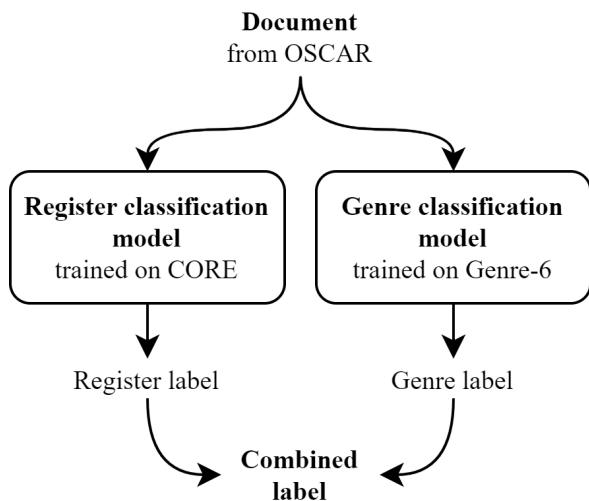 Document
from OSCAR
Register classification
model
trained on CORE
Genre classification
model
trained on Genre-6
Register label
Genre label
Combined
label